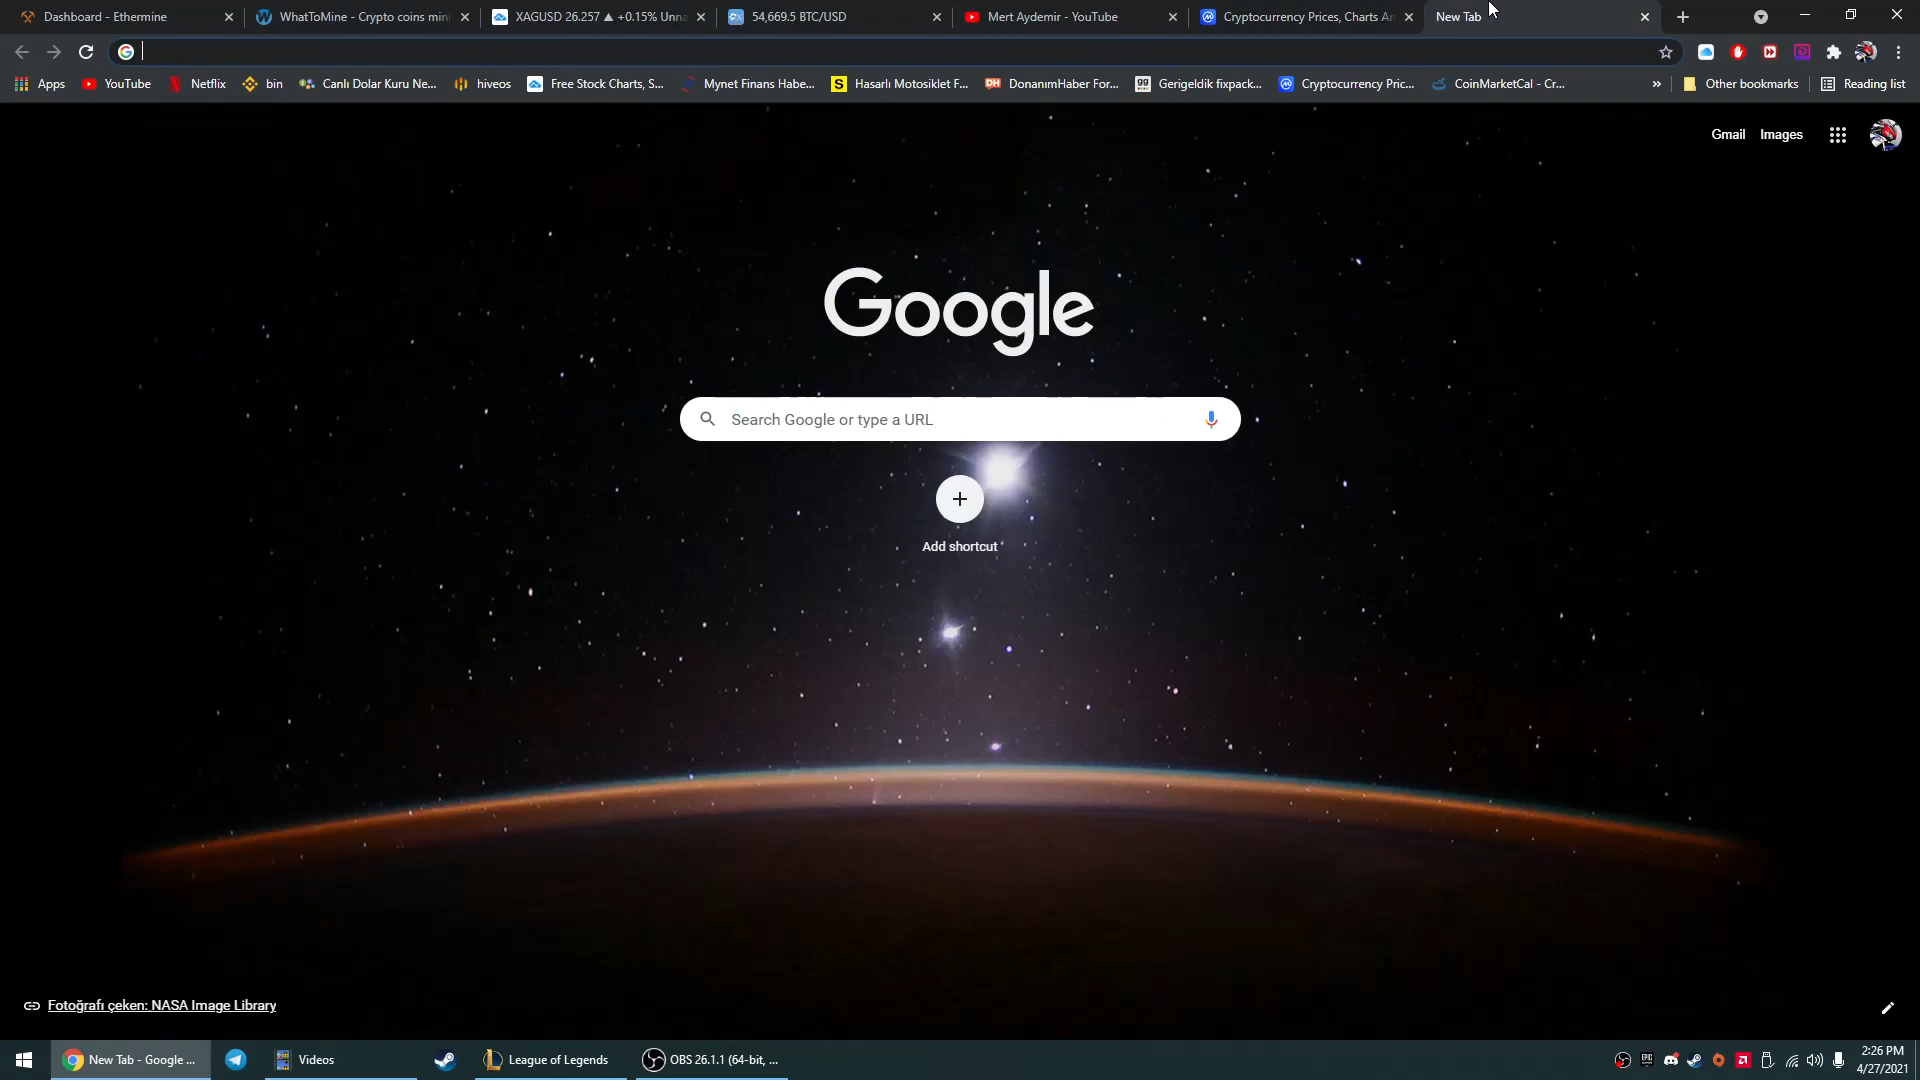 Dashboard - Ethermine
WhatToMine - Crypto coins mini
XAGUSD 26.257 ▲ +0.15% Unna
54,669.5 BTC/USD
Mert Aydemir - YouTube
Cryptocurrency Prices, Charts An
New Tab
Apps
YouTube
Netflix
bin
Canlı Dolar Kuru Ne...
hiveos
Free Stock Charts, S...
Mynet Finans Habe...
Hasarlı Motosiklet F...
DonanımHaber For...
Gerigeldik fixpack...
Cryptocurrency Pric...
CoinMarketCal - Cr...
»
Other bookmarks
Reading list
Gmail
Images
Google
Search Google or type a URL
Add shortcut
Fotoğrafı çeken: NASA Image Library
New Tab - Google ...
Videos
League of Legends
OBS 26.1.1 (64-bit, ...
2:26 PM
4/27/2021